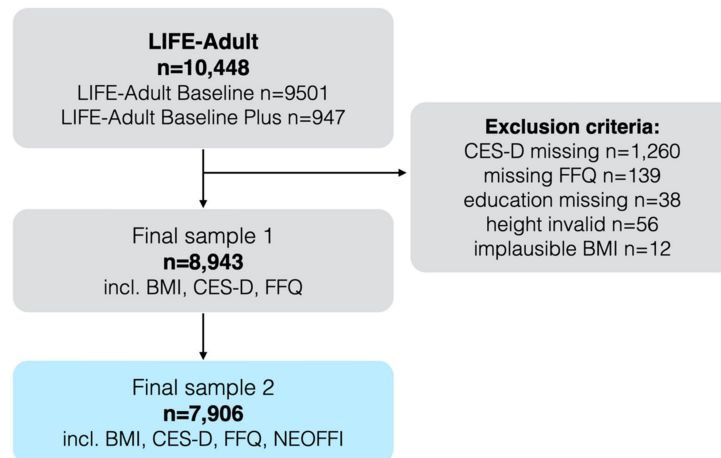 LIFE-Adult
n=10,448
LIFE-Adult Baseline n=9501
LIFE-Adult Baseline Plus n=947
Exclusion criteria:
CES-D missing n=1,260
missing FFQ n=139
education missing n=38
height invalid n=56
implausible BMI n=12
Final sample 1
n=8,943
incl. BMI, CES-D, FFQ
Final sample 2
n=7,906
incl. BMI, CES-D, FFQ, NEOFFI